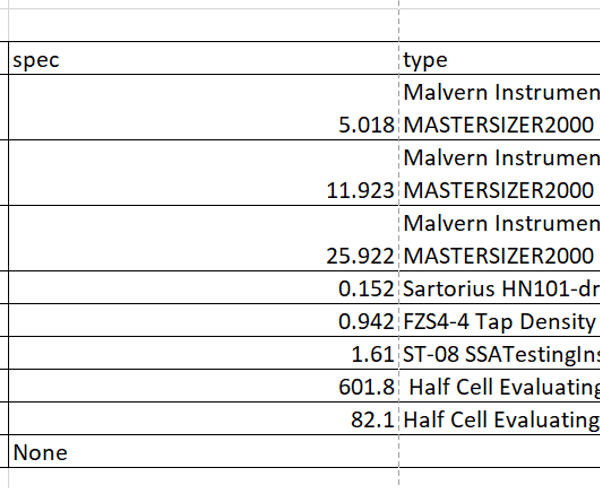 spec type
Malvern Instrumen
5.018 MASTERSIZER2000
Malvern Instrumen
11.923 MASTERSIZER2000
Malvern Instrumen
25.922 MASTERSIZER2000
0.152 Sartorius HN101-dr
0.942 FZS4-4 Tap Density
1.61 ST-08 SSATestingIns
601.8 Half Cell Evaluating
82.1 Half Cell Evaluating
None